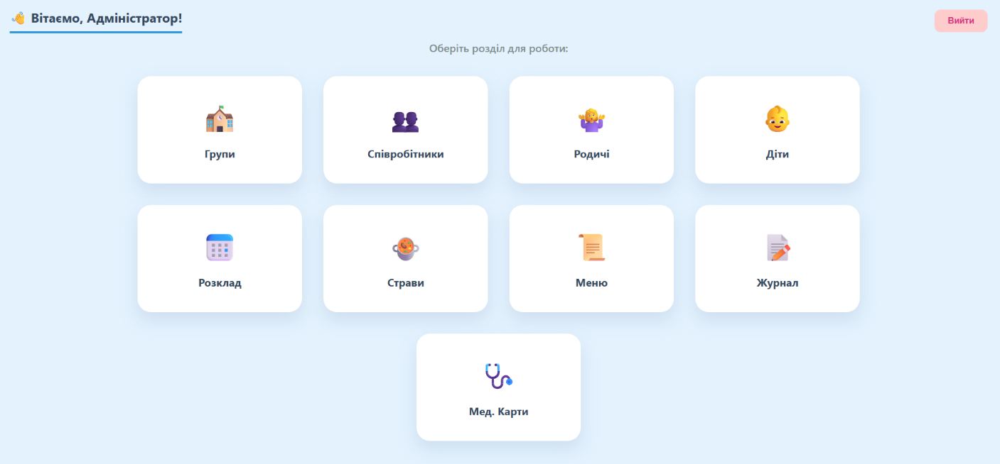 Вітаємо, Адміністратор!
Вийти
Оберіть розділ для роботи:
Групи
Співробітники
Родичі
Діти
Розклад
Страви
Меню
Журнал
Мед. Карти